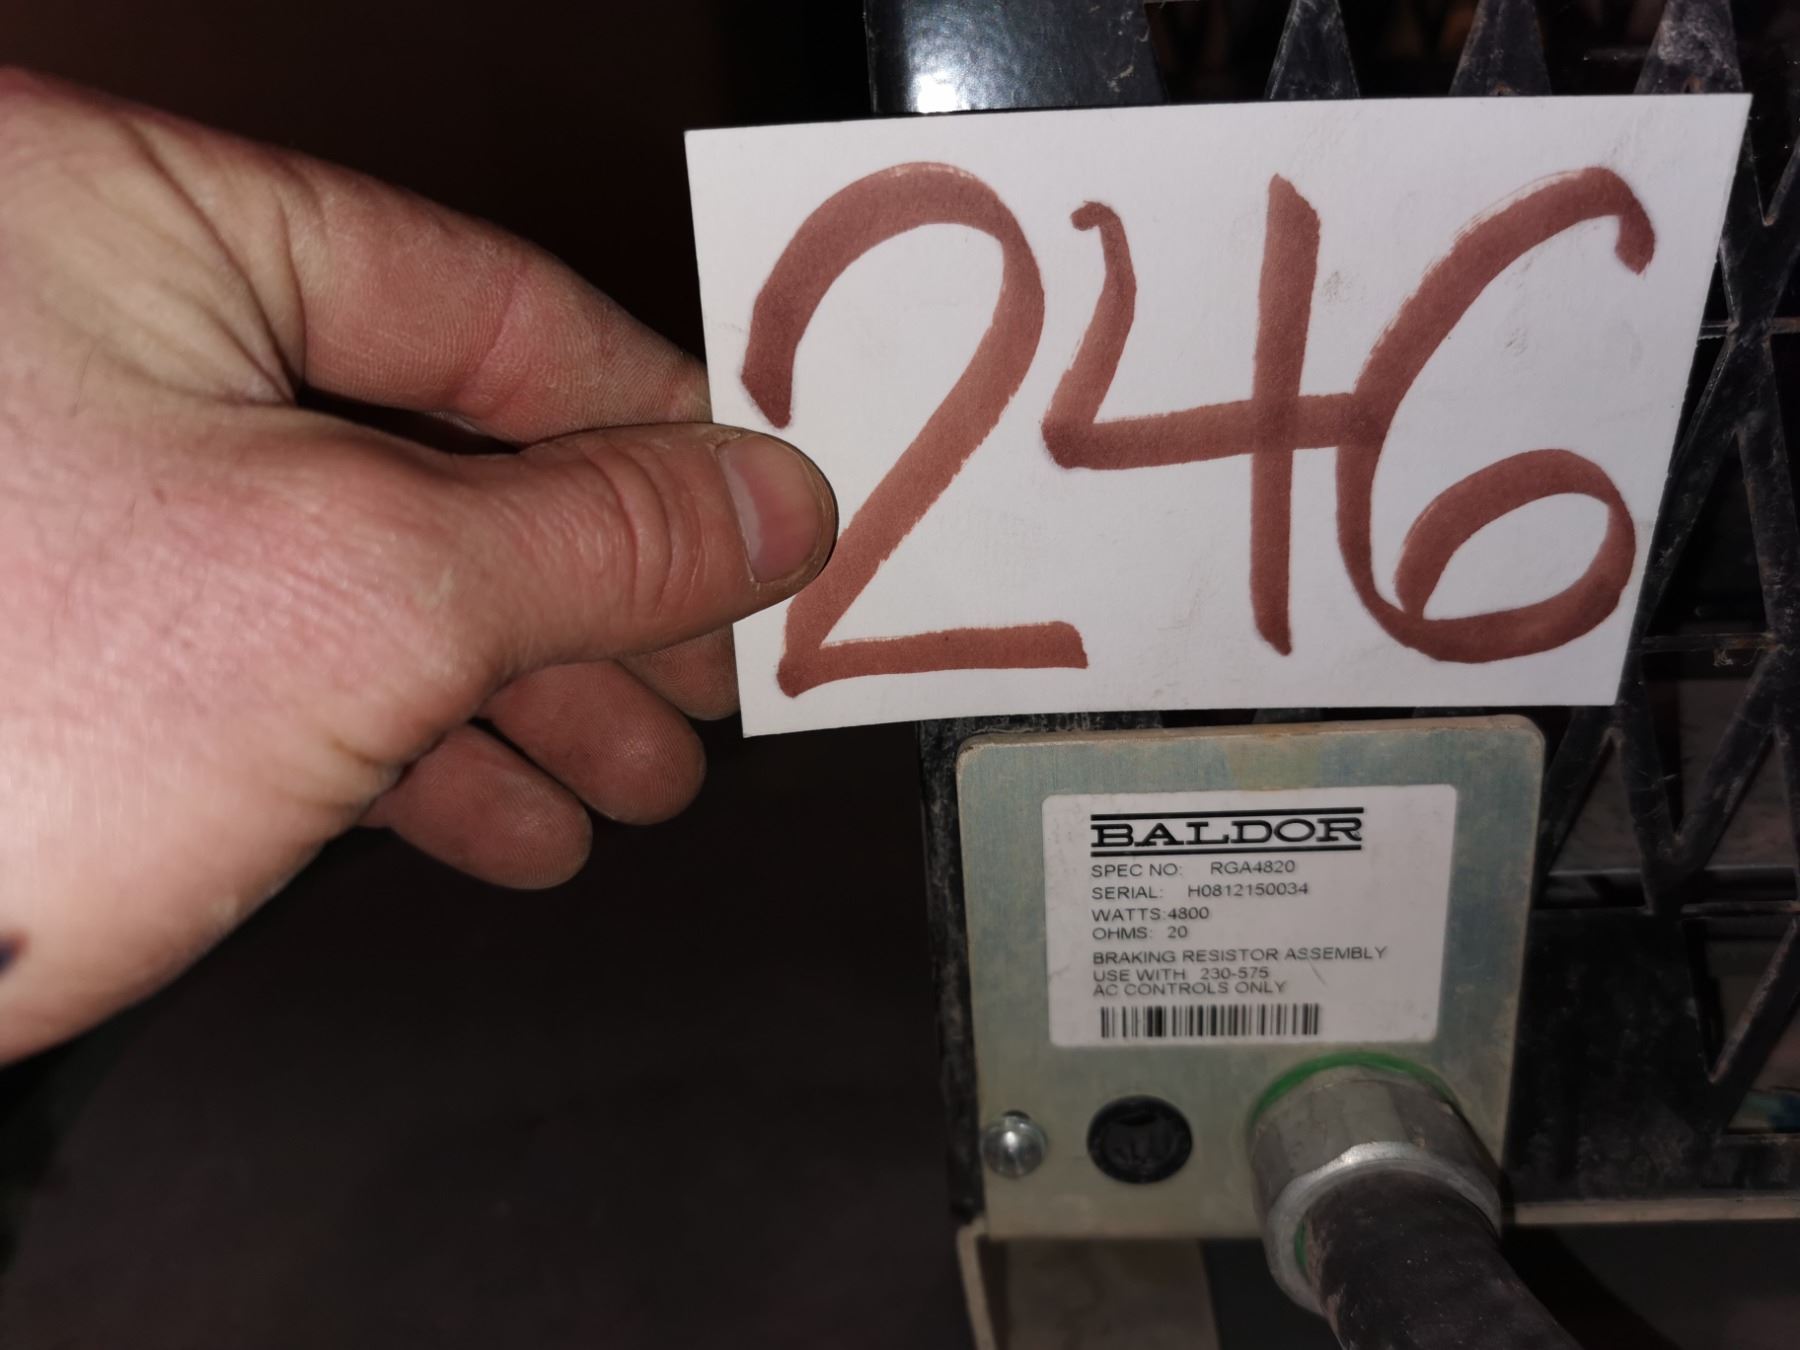 246
BALDOR
SPEC NO: RGA4820
SERIAL: H0812150034
WATTS:4800
OHMS: 20
BRAKING RESISTOR ASSEMBLY
USE WITH 230-575
AC CONTROLS ONLY